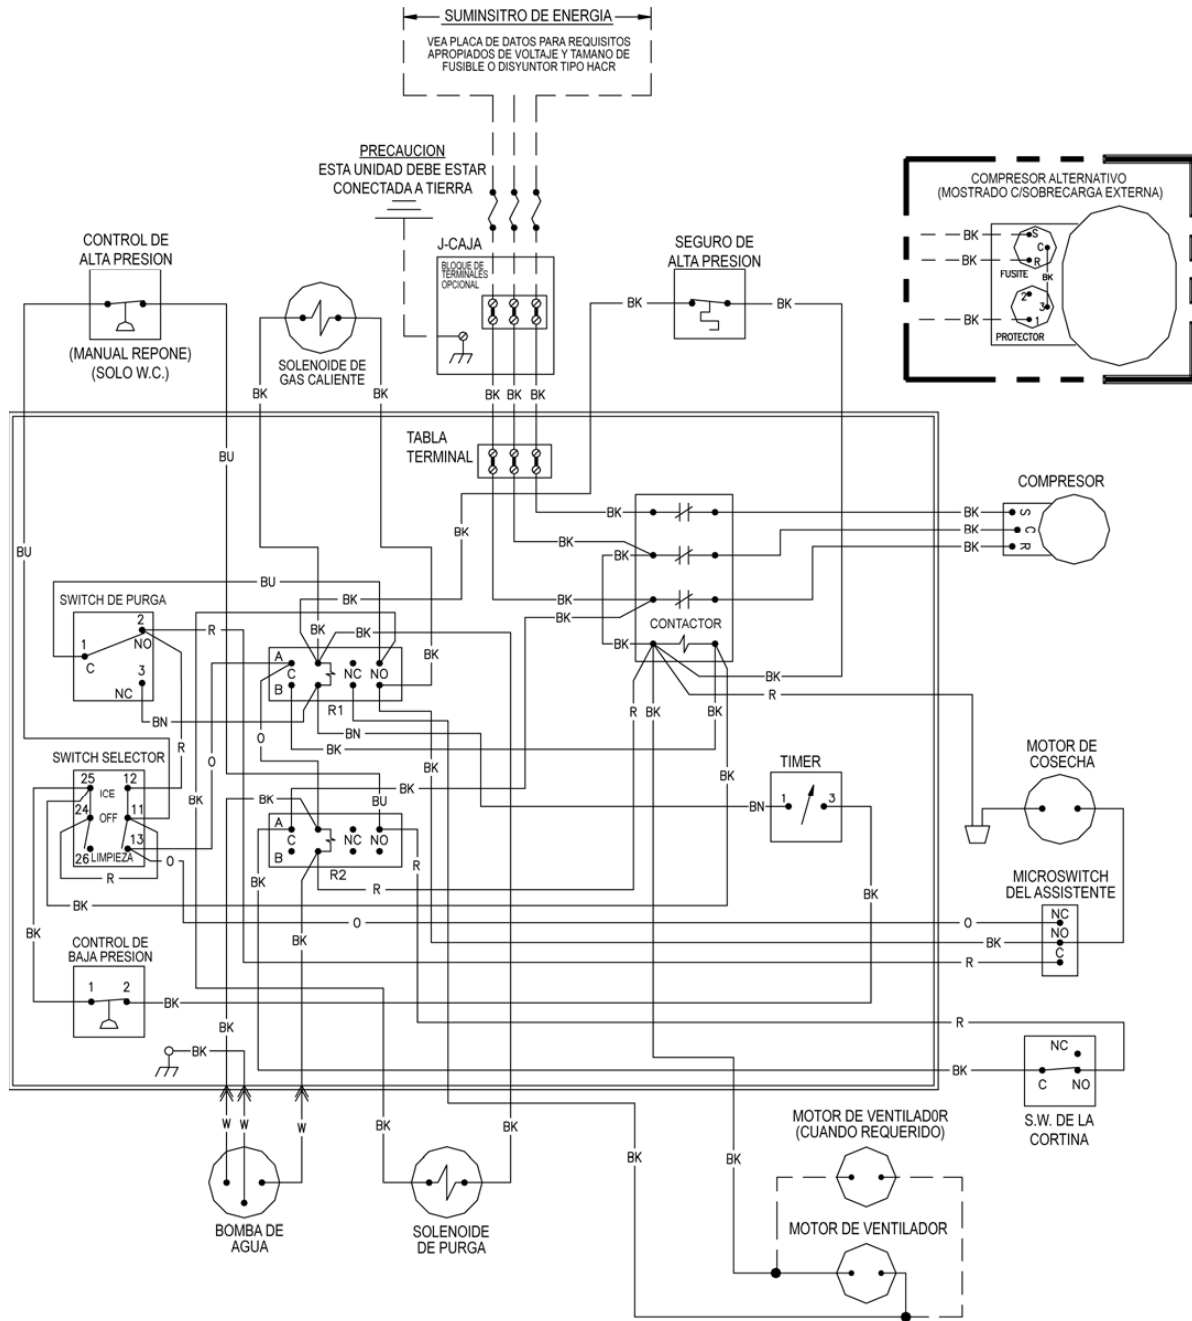 SUMINSITRO DE ENERGIA
VEA PLACA DE DATOS PARA REQUISITOS
APROPIADOS DE VOLTAJE Y TAMANO DE
FUSIBLE O DISYUNTOR TIPO HACR
PRECAUCION
ESTA UNIDAD DEBE ESTAR
CONECTADA A TIERRA
COMPRESOR ALTERNATIVO
(MOSTRADO C/SOBRECARGA EXTERNA)
BK
S
C
BK
R
FUSITE
BK
2
3
BK
1
PROTECTOR
CONTROL DE
ALTA PRESION
(MANUAL REPONE)
(SOLO W.C.)
SOLENOIDE DE
GAS CALIENTE
J-CAJA
BLOQUE DE
TERMINALES
OPCIONAL
SEGURO DE
ALTA PRESION
BK
BK
BK
BK
BK
BK
BK
TABLA
TERMINAL
BU
BU
BK
BK
BK
BK
BK
BK
BK
BK
COMPRESOR
BK
S
BK
C
BK
R
CONTACTOR
BK
BK
R
R
BK
BK
BK
SWITCH DE PURGA
1
C
2
NO
3
NC
BU
R
BK
BK
BK
BK
A
C
B
NC
NO
R1
BN
BN
BK
R
O
O
BK
BK
SWITCH SELECTOR
25
12
ICE
24
11
OFF
13
26
LIMPIEZA
R
O
BK
BK
BK
BU
A
C
B
NC
NO
R2
BK
R
R
TIMER
BN
1
3
BK
MOTOR DE
COSECHA
MICROSWITCH
DEL ASSISTENTE
NC
NO
C
O
O
BK
R
BK
BK
CONTROL DE
BAJA PRESION
1
2
BK
BK
BK
BK
R
BK
NC
C
NO
S.W. DE LA
CORTINA
W
W
W
BOMBA DE
AGUA
BK
BK
SOLENOIDE
DE PURGA
BK
BK
MOTOR DE VENTILAD0R
(CUANDO REQUERIDO)
MOTOR DE VENTILADOR